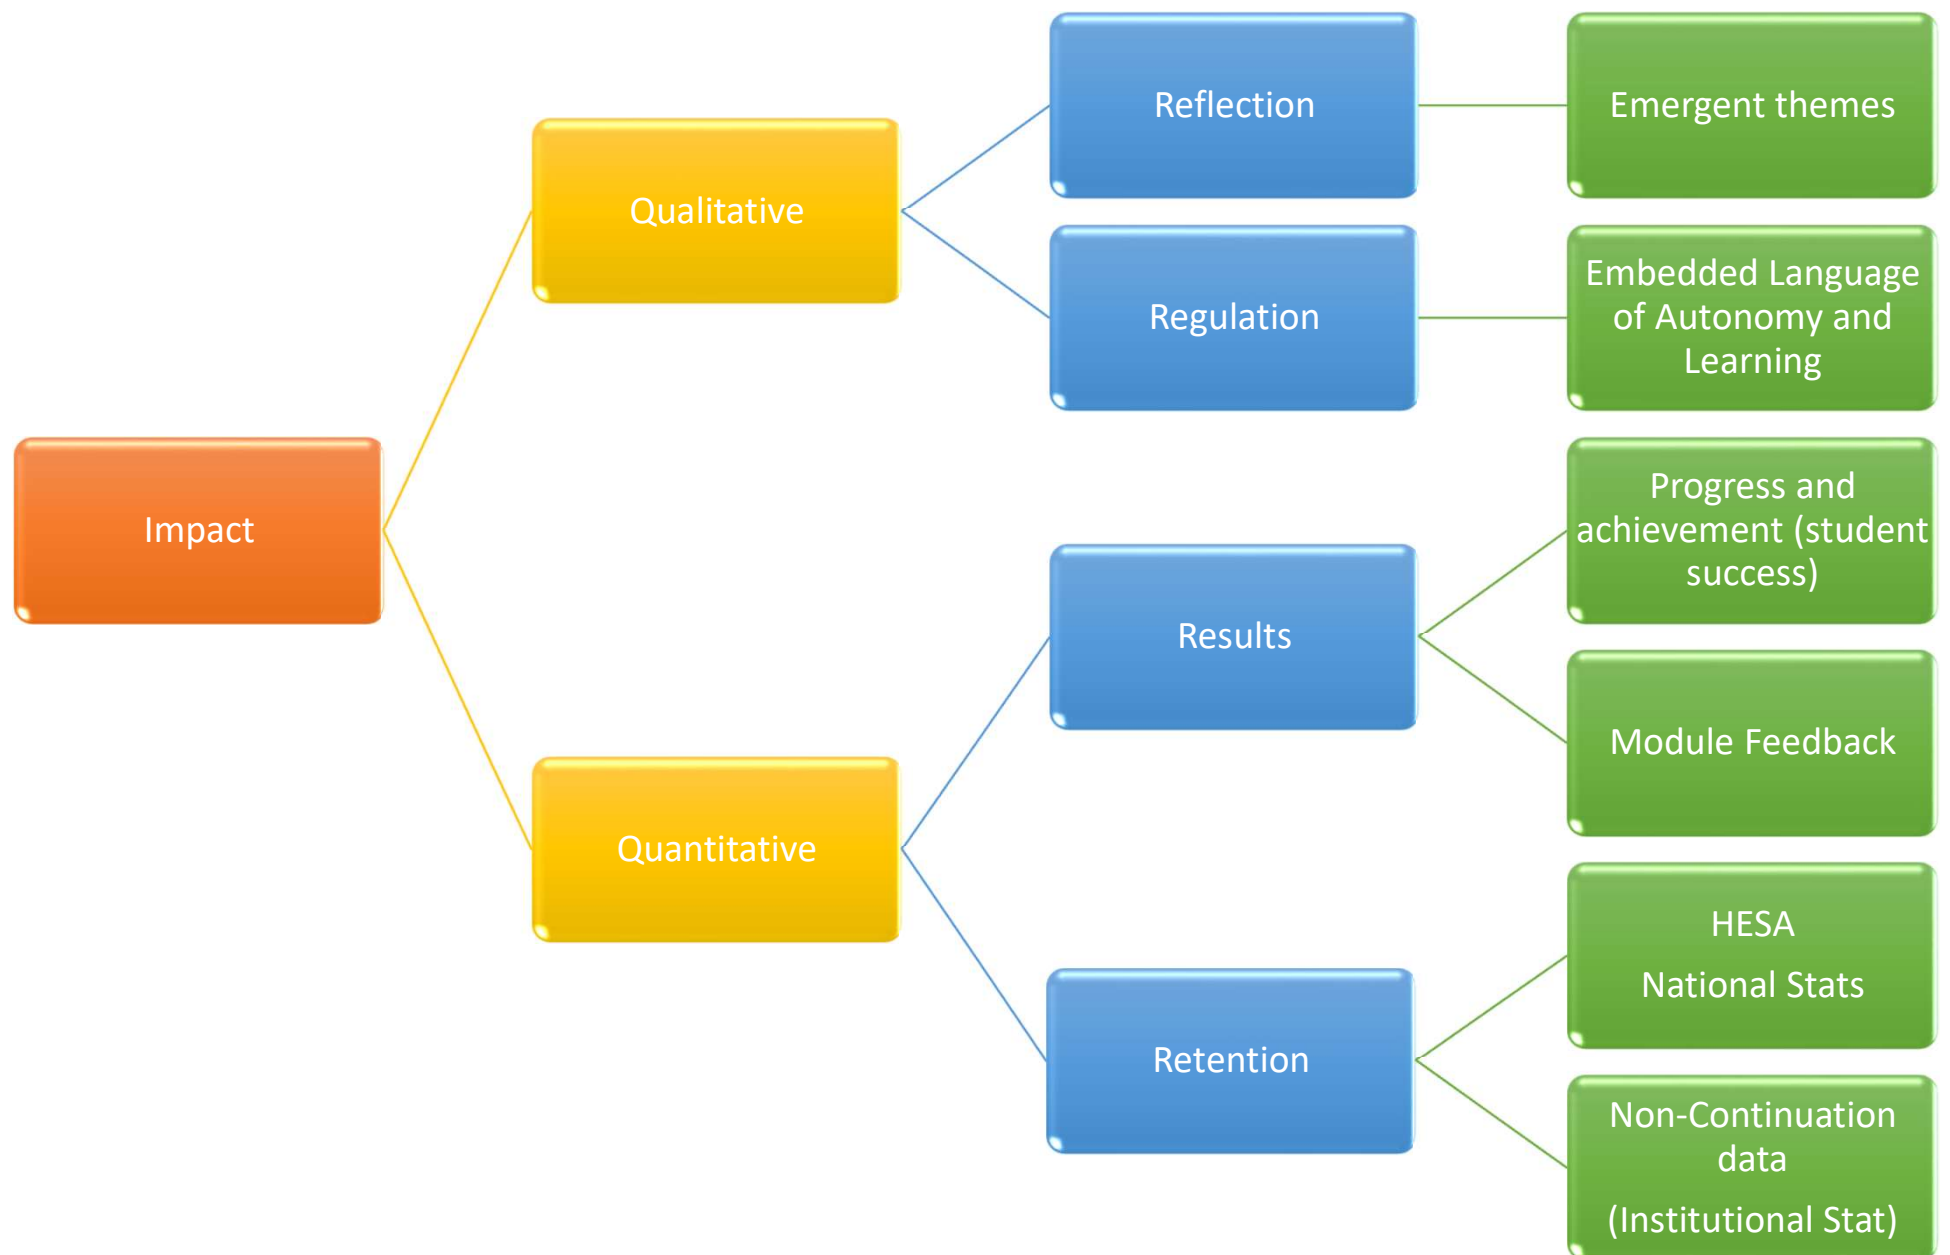 Impact
Qualitative
Reflection
Emergent themes
Regulation
Embedded Language
of Autonomy and
Learning
Quantitative
Results
Progress and
achievement (student
success)
Module Feedback
Retention
HESA
National Stats
Non-Continuation
data
(Institutional Stat)